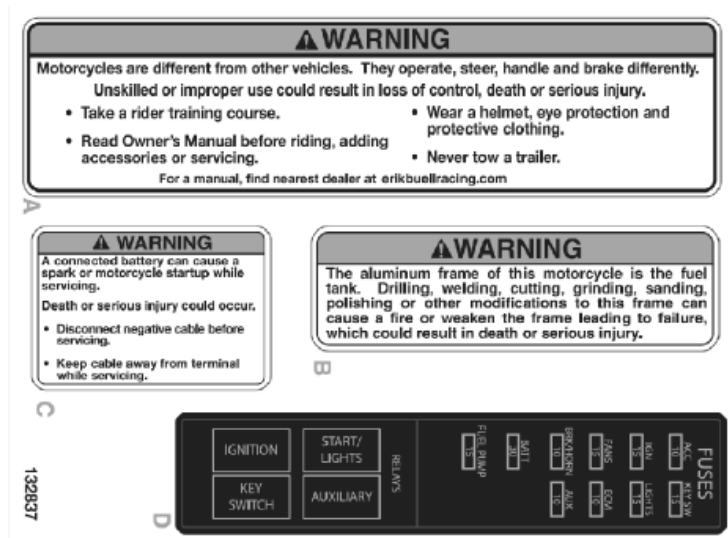 WARNING
Motorcycles are different from other vehicles. They operate, steer, handle and brake differently.
Unskilled or improper use could result in loss of control, death or serious injury.
• Take a rider training course.
• Read Owner's Manual before riding, adding
accessories or servicing.
• Wear a helmet, eye protection and
protective clothing.
• Never tow a trailer.
For a manual, find nearest dealer at erikbuellracing.com
A
WARNING
A connected battery can cause a
spark or motorcycle startup while
servicing.
Death or serious injury could occur.
• Disconnect negative cable before
servicing.
• Keep cable away from terminal
while servicing.
C
WARNING
The aluminum frame of this motorcycle is the fuel
tank. Drilling, welding, cutting, grinding, sanding,
polishing or other modifications to this frame can
cause a fire or weaken the frame leading to failure,
which could result in death or serious injury.
B
132837
D
IGNITION
START/
LIGHTS
KEY
SWITCH
AUXILIARY
RELAYS
FUSES
ACC
10
IGN
15
FANS
15
BRK/HORN
10
BATT
30
FUEL PUMP
15
KEY SW
15
LIGHTS
15
ECM
10
AUX
10